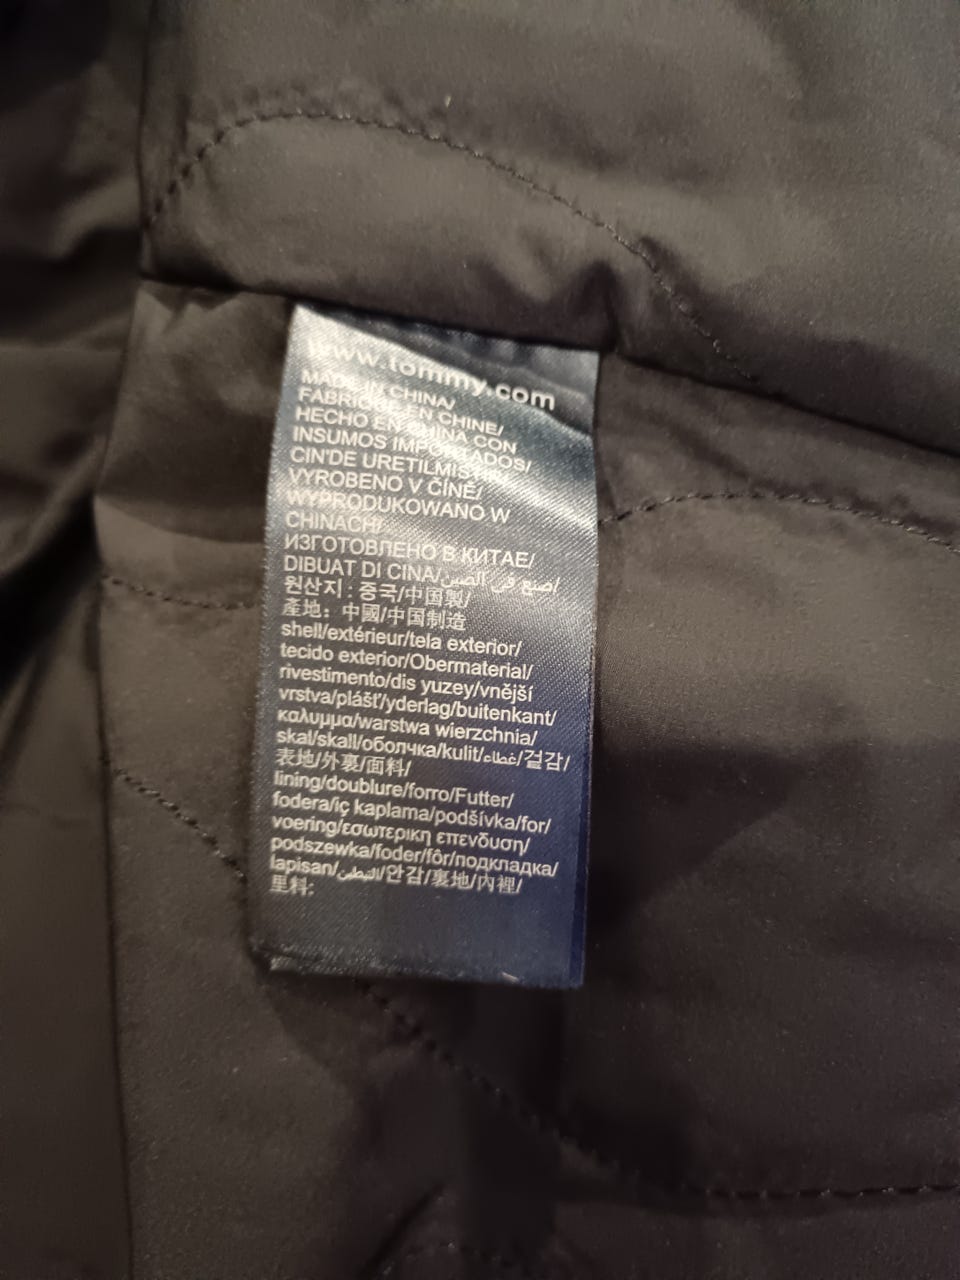 www.tommy.com
MADE IN CHINA/
FABRIQUÉ EN CHINE/
HECHO EN CHINA CON
INSUMOS IMPORTADOS/
CIN'DE URETILMISTIR/
VYROBENO V ČÍNĚ/
WYPRODUKOWANO W
CHINACH/
ИЗГОТОВЛЕНО В КИТАЕ/
DIBUAT DI CINA/صنع في الصين/
원산지 : 중국/中国製/
產地: 中國/中国制造
shell/extérieur/tela exterior/
tecido exterior/Obermaterial/
rivestimento/dis yuzey/vnější
vrstva/plášť/yderlag/buitenkant/
καλυμμα/warstwa wierzchnia/
skal/skall/оболчка/kulit/غطاء/겉감/
表地/外裏/面料/
lining/doublure/forro/Futter/
fodera/iç kaplama/podšívka/for/
voering/εσωτερικη επενδυση/
podszewka/foder/fôr/подкладка/
lapisan/التبطين/안감/裏地/內裡/
里料: